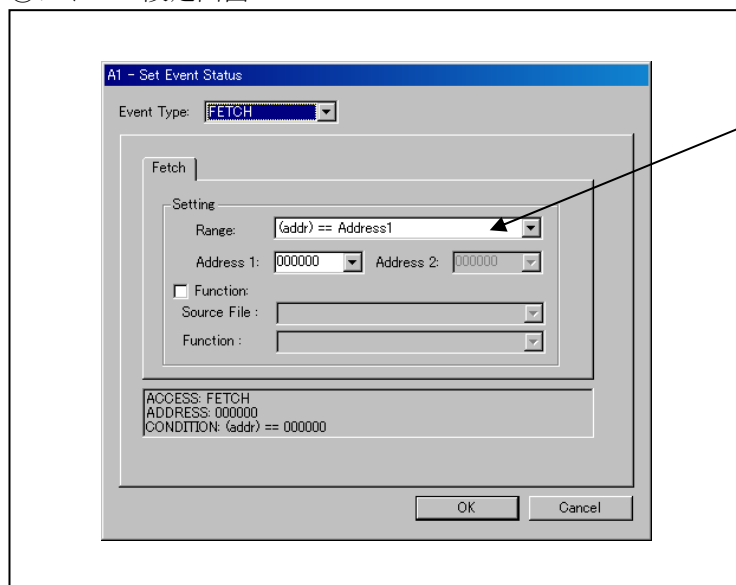 A1 - Set Event Status
Event Type: FETCH
Fetch
Setting
Range: (addr) == Address1
Address 1: 000000 Address 2: 000000
Function:
Source File :
Function :
ACCESS: FETCH
ADDRESS: 000000
CONDITION: (addr) == 000000
OK Cancel